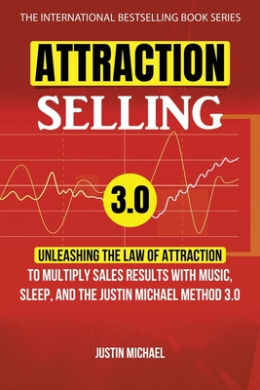 THE INTERNATIONAL BESTSELLING BOOK SERIES
ATTRACTION
SELLING
3.0
UNLEASHING THE LAW OF ATTRACTION
TO MULTIPLY SALES RESULTS WITH MUSIC,
SLEEP, AND THE JUSTIN MICHAEL METHOD 3.0
JUSTIN MICHAEL